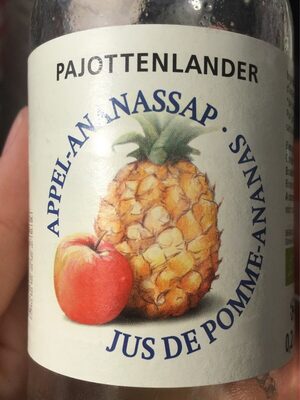 PAJOTTENLANDER
APPEL-ANANASSAP · JUS DE POMME-ANANAS